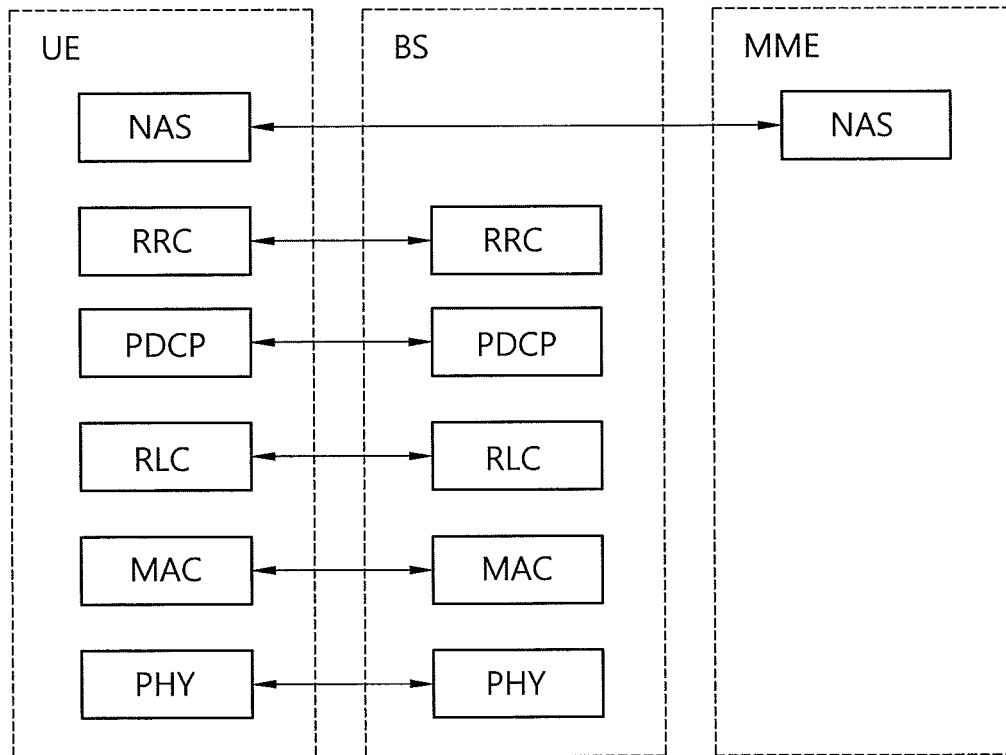 UE BS MME
NAS NAS
RRC RRC
PDCP PDCP
RLC RLC
MAC MAC
PHY PHY